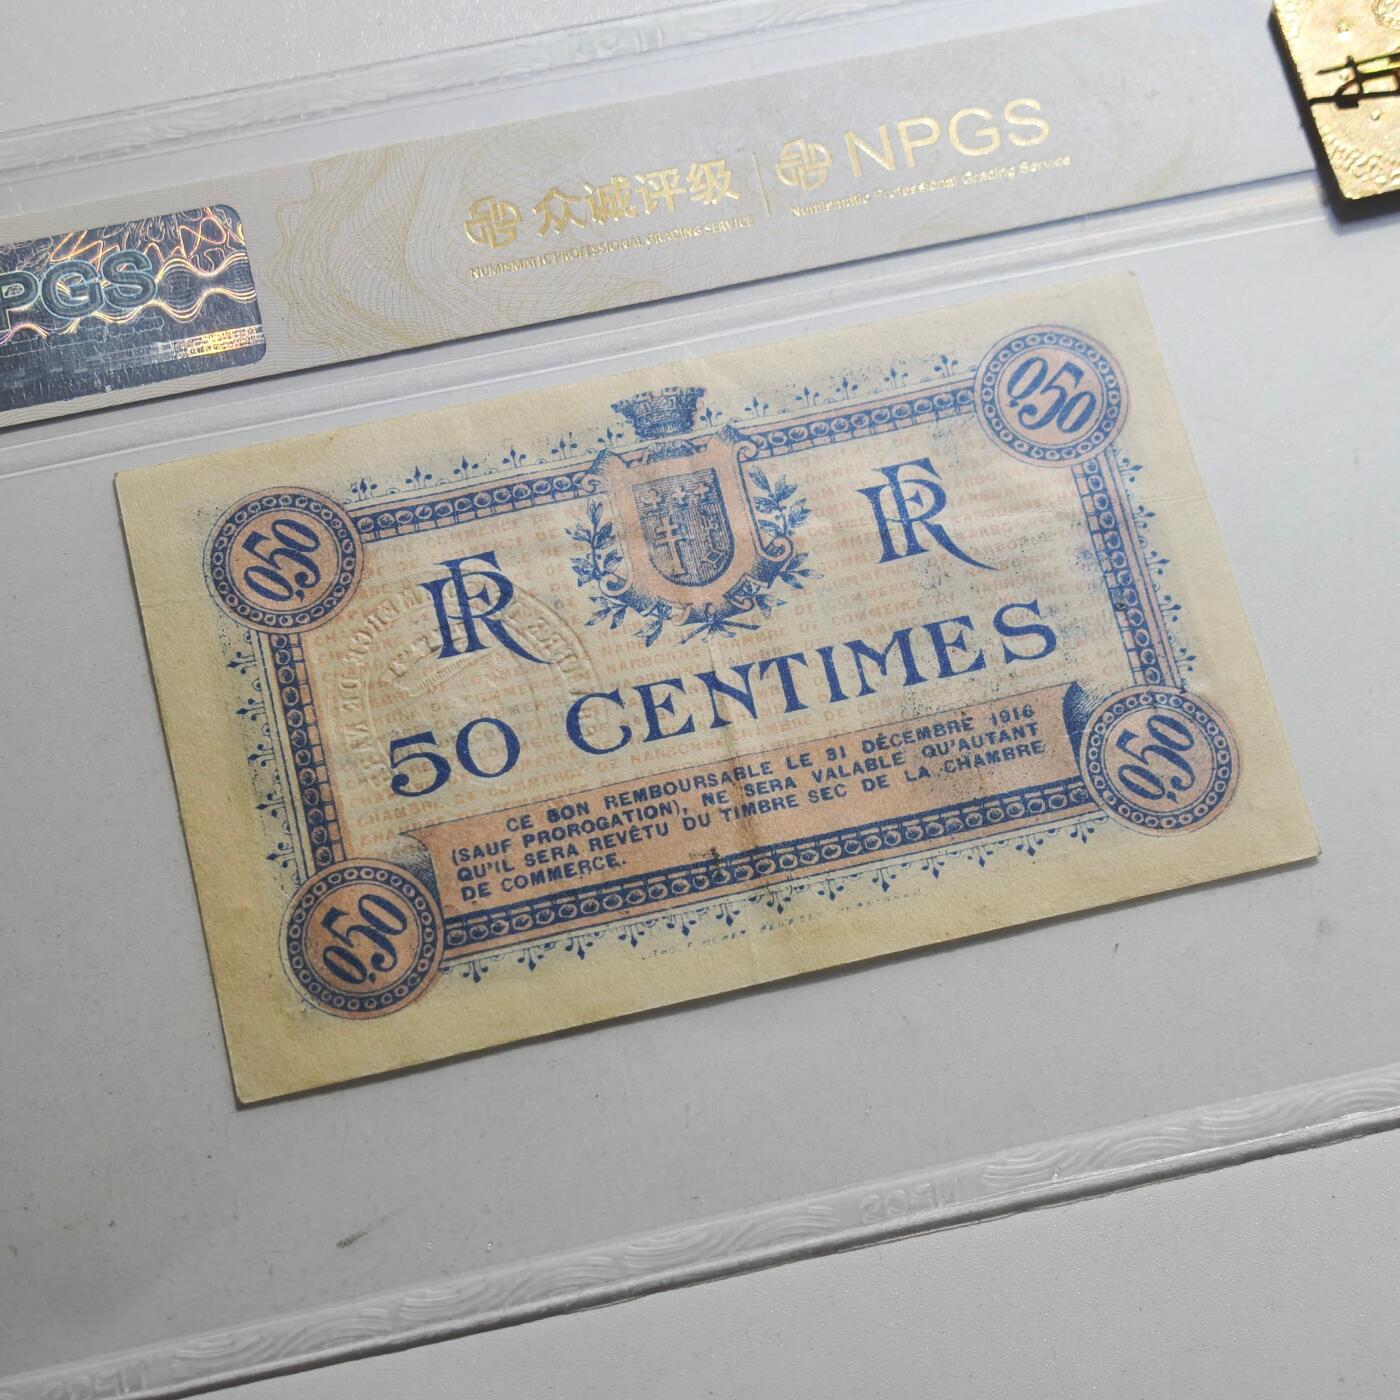 众诚评级
NUMISMATIC PROFESSIONAL GRADING SERVICE
NPGS
Numismatic Professional Grading Service
PGS
0,50
0,50
RF
RF
50 CENTIMES
CE BON REMBOURSABLE LE 31 DÉCEMBRE 1916
(SAUF PROROGATION), NE SERA VALABLE QU'AUTANT
QU'IL SERA REVÊTU DU TIMBRE SEC DE LA CHAMBRE
DE COMMERCE.
0,50
0,50